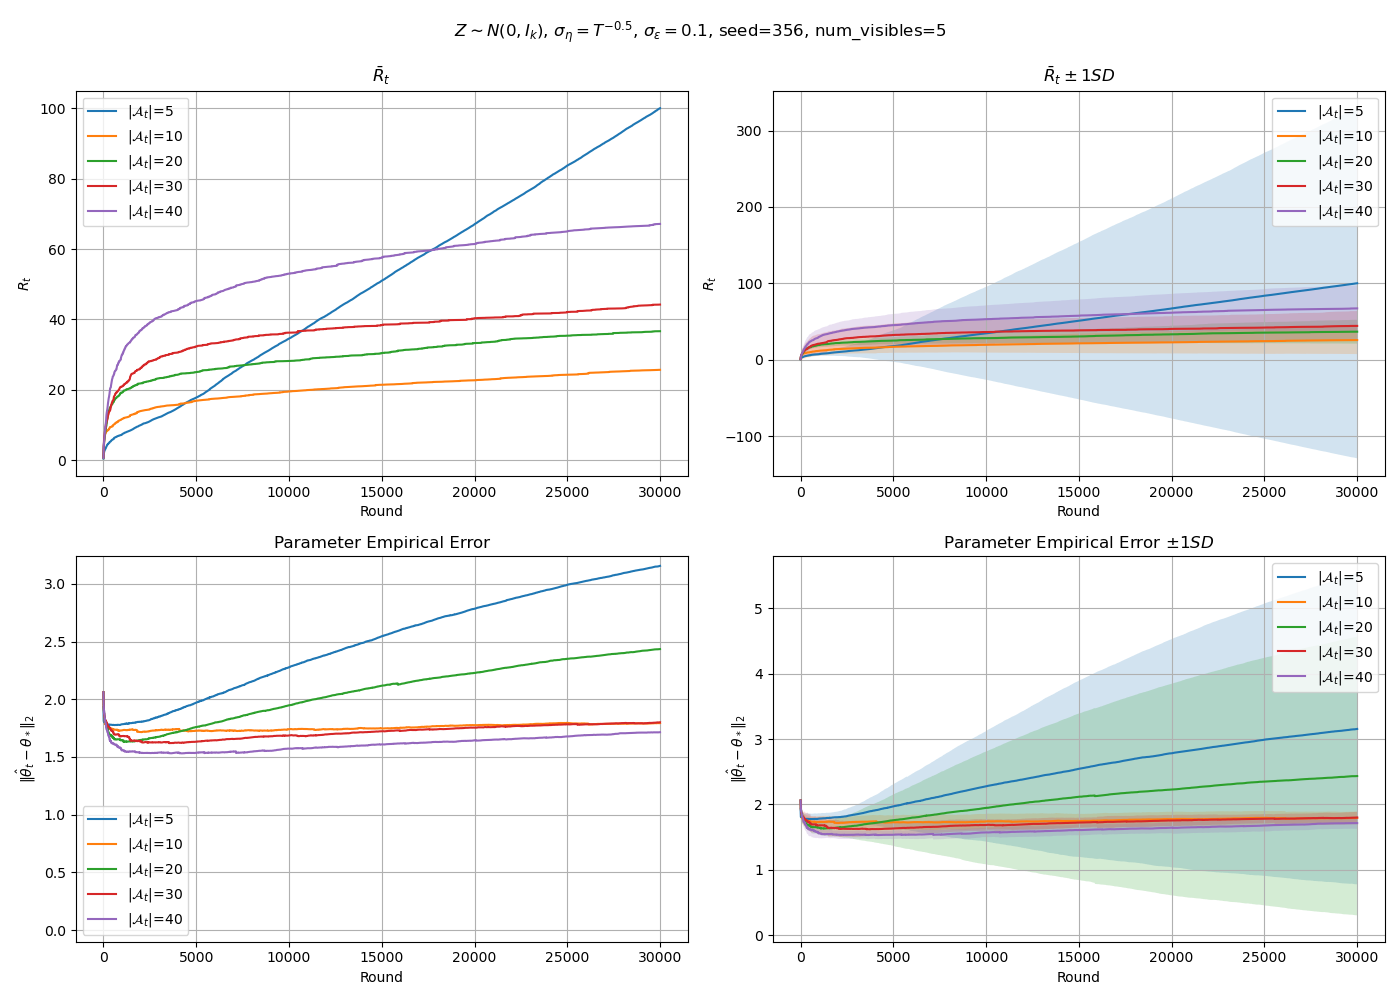 Z ∼ N(0, I_k), σ_η = T^{−0.5}, σ_ε = 0.1, seed=356, num_visibles=5
R̄_t
R_t
100
80
60
40
20
0
|𝒜_t|=5
|𝒜_t|=10
|𝒜_t|=20
|𝒜_t|=30
|𝒜_t|=40
0 5000 10000 15000 20000 25000 30000
Round
R̄_t ± 1SD
R_t
300
200
100
0
−100
|𝒜_t|=5
|𝒜_t|=10
|𝒜_t|=20
|𝒜_t|=30
|𝒜_t|=40
0 5000 10000 15000 20000 25000 30000
Round
Parameter Empirical Error
‖θ̂_t − θ_*‖_2
3.0
2.5
2.0
1.5
1.0
0.5
0.0
|𝒜_t|=5
|𝒜_t|=10
|𝒜_t|=20
|𝒜_t|=30
|𝒜_t|=40
0 5000 10000 15000 20000 25000 30000
Round
Parameter Empirical Error ±1SD
‖θ̂_t − θ_*‖_2
5
4
3
2
1
0
|𝒜_t|=5
|𝒜_t|=10
|𝒜_t|=20
|𝒜_t|=30
|𝒜_t|=40
0 5000 10000 15000 20000 25000 30000
Round